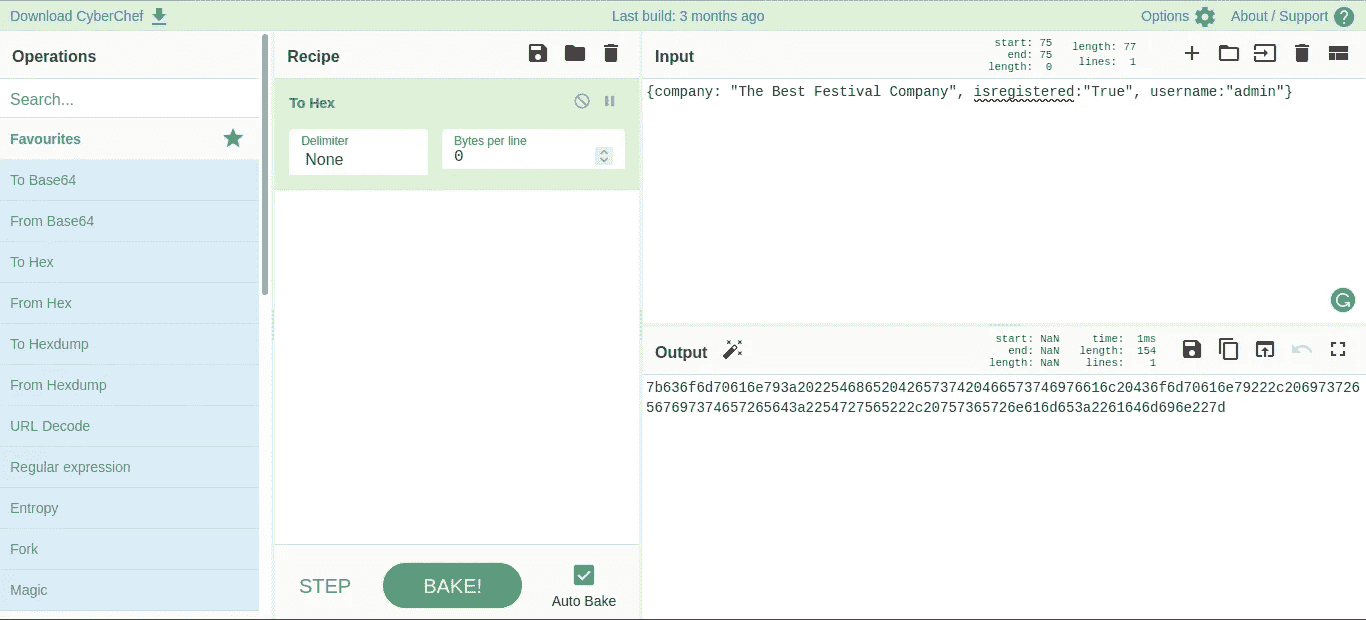 Download CyberChef
Last build: 3 months ago
Options
About / Support
Operations
Search...
Favourites
To Base64
From Base64
To Hex
From Hex
To Hexdump
From Hexdump
URL Decode
Regular expression
Entropy
Fork
Magic
Recipe
To Hex
Delimiter
None
Bytes per line
0
STEP
BAKE!
Auto Bake
Input
start: 75
end: 75
length: 0
length: 77
lines: 1
{company: "The Best Festival Company", isregistered:"True", username:"admin"}
Output
start: NaN
end: NaN
length: NaN
time: 1ms
length: 154
lines: 1
7b636f6d70616e793a2022546865204265737420466573746976616c20436f6d70616e79222c206973726
567697374657265643a2254727565222c20757365726e616d653a2261646d696e227d